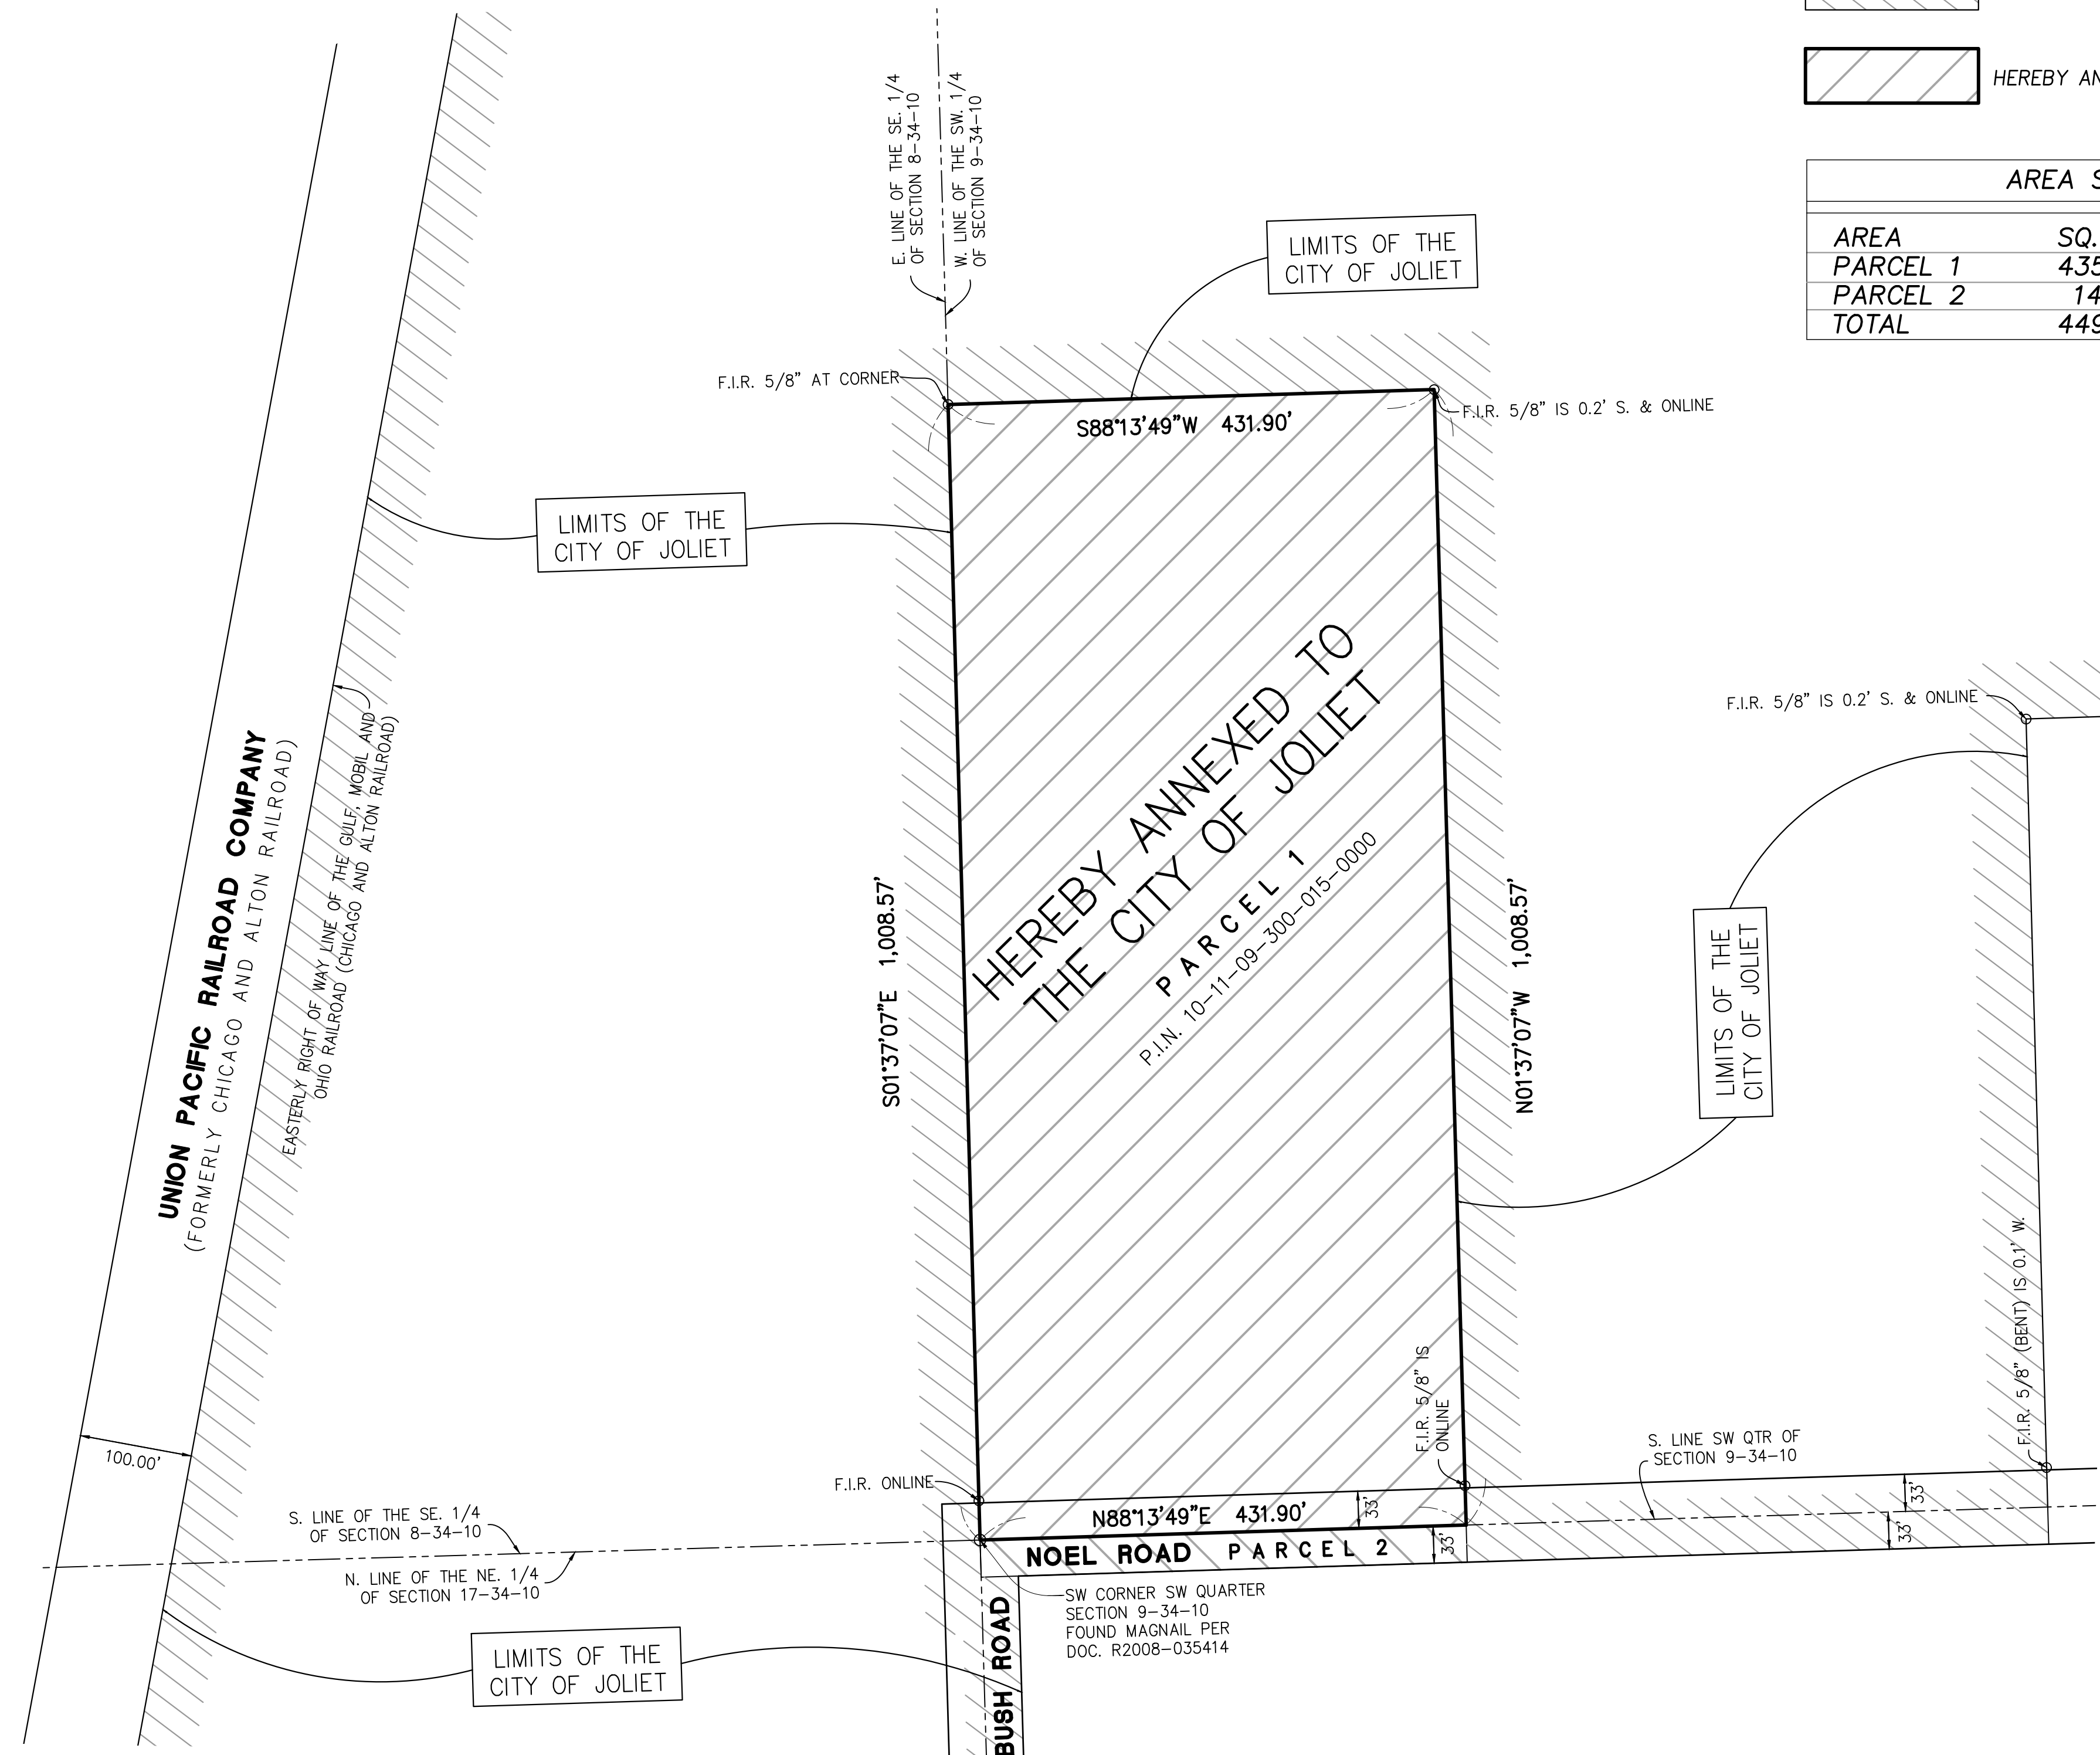 HEREBY AN
AREA S
AREA SQ.
PARCEL 1 435
PARCEL 2 14
TOTAL 449
E. LINE OF THE SE. 1/4
OF SECTION 8-34-10
W. LINE OF THE SW. 1/4
OF SECTION 9-34-10
LIMITS OF THE
CITY OF JOLIET
F.I.R. 5/8" AT CORNER
F.I.R. 5/8" IS 0.2' S. & ONLINE
S88°13'49"W 431.90'
LIMITS OF THE
CITY OF JOLIET
HEREBY ANNEXED TO
THE CITY OF JOLIET
PARCEL 1
P.I.N. 10-11-09-300-015-0000
S01°37'07"E 1,008.57'
N01°37'07"W 1,008.57'
F.I.R. 5/8" IS 0.2' S. & ONLINE
LIMITS OF THE
CITY OF JOLIET
UNION PACIFIC RAILROAD COMPANY
(FORMERLY CHICAGO AND ALTON RAILROAD)
EASTERLY RIGHT OF WAY LINE OF THE GULF, MOBIL AND
OHIO RAILROAD (CHICAGO AND ALTON RAILROAD)
100.00'
F.I.R. 5/8" IS
ONLINE
F.I.R. 5/8" (BENT) IS 0.1' W.
S. LINE SW QTR OF
SECTION 9-34-10
F.I.R. ONLINE
S. LINE OF THE SE. 1/4
OF SECTION 8-34-10
N. LINE OF THE NE. 1/4
OF SECTION 17-34-10
N88°13'49"E 431.90'
33'
33'
33'
33'
NOEL ROAD PARCEL 2
SW CORNER SW QUARTER
SECTION 9-34-10
FOUND MAGNAIL PER
DOC. R2008-035414
BUSH ROAD
LIMITS OF THE
CITY OF JOLIET